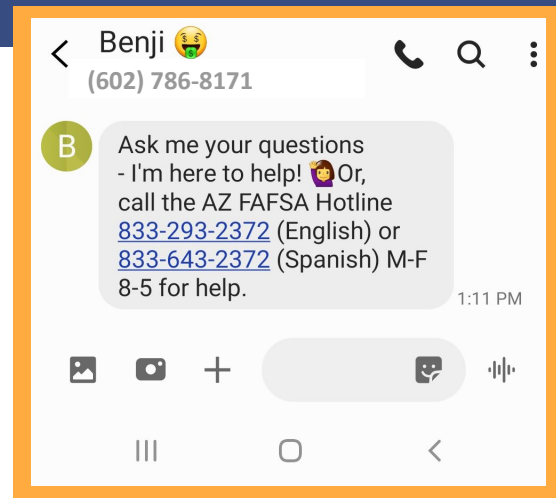 Benji 🤑
(602) 786-8171
B
Ask me your questions
- I'm here to help! 🙋‍♀️Or,
call the AZ FAFSA Hotline
833-293-2372 (English) or
833-643-2372 (Spanish) M-F
8-5 for help.
1:11 PM